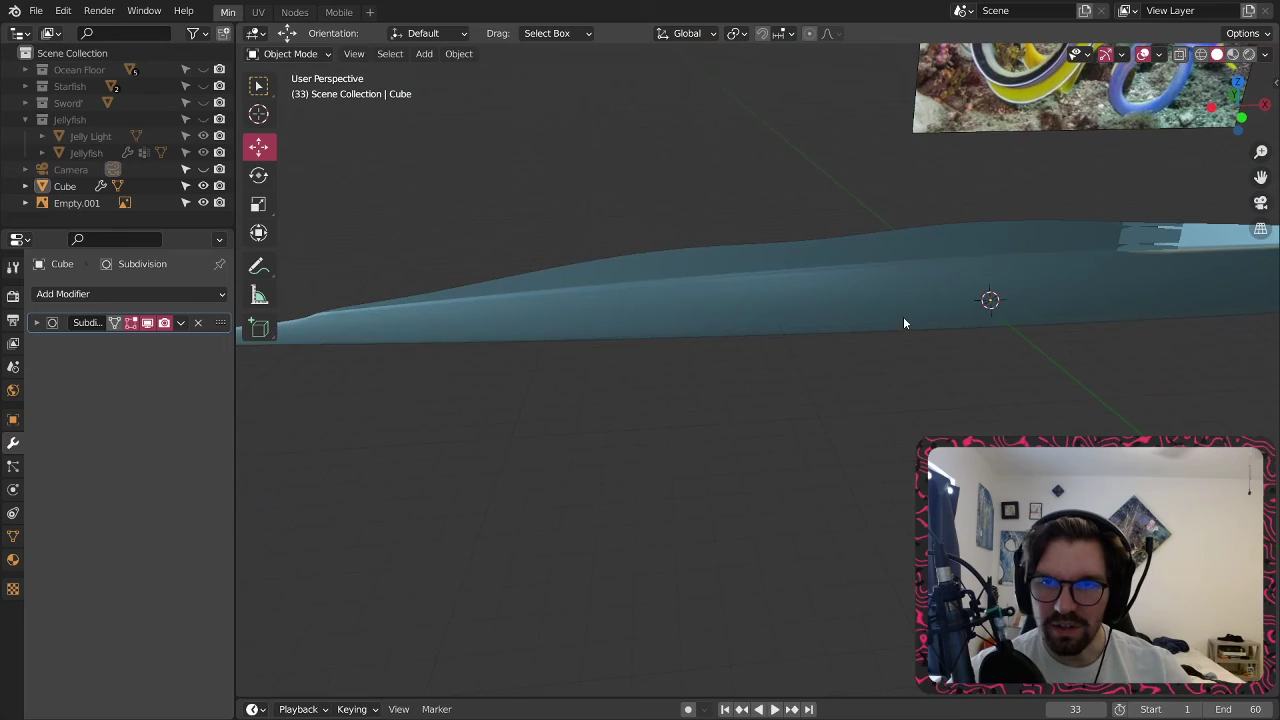 File Edit Render Window Help Min UV Nodes Mobile + Scene View Layer
Orientation: Default Drag: Select Box Global Options
Object Mode View Select Add Object
Scene Collection
Ocean Floor 5
Starfish 2
Sword'
Jellyfish
Jelly Light
Jellyfish
Camera
Cube
Empty.001
User Perspective
(33) Scene Collection | Cube
Z
Y
X
Cube Subdivision
Add Modifier
Subdi...
Playback Keying View Marker 33 Start 1 End 60